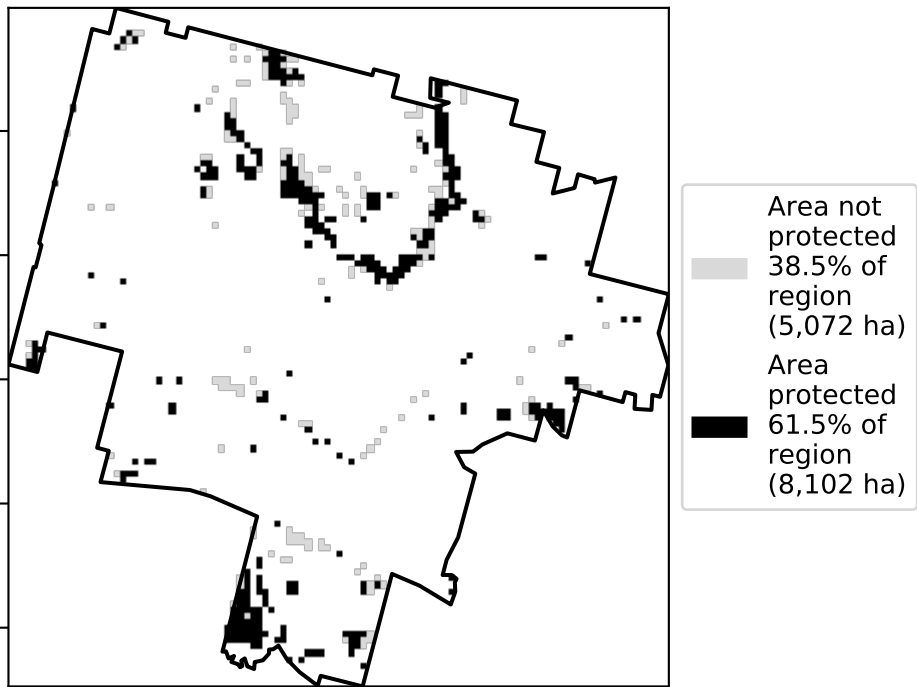 Area not
protected
38.5% of
region
(5,072 ha)
Area
protected
61.5% of
region
(8,102 ha)